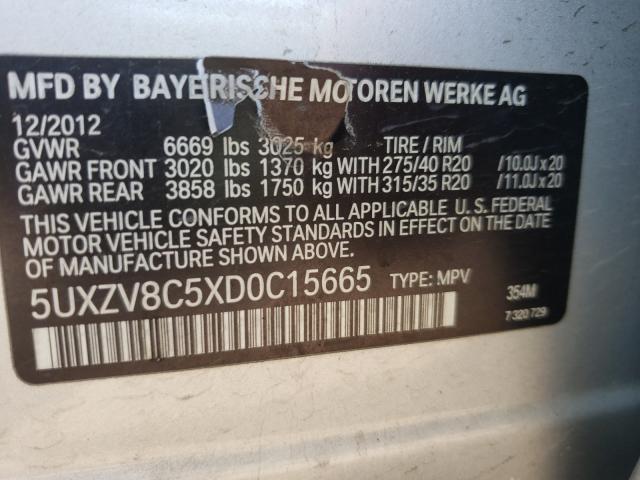 MFD BY BAYERISCHE MOTOREN WERKE AG
12/2012
GVWR 6669 lbs 3025 kg TIRE / RIM
GAWR FRONT 3020 lbs 1370 kg WITH 275/40 R20 /10.0J x 20
GAWR REAR 3858 lbs 1750 kg WITH 315/35 R20 /11.0J x 20
THIS VEHICLE CONFORMS TO ALL APPLICABLE U. S. FEDERAL
MOTOR VEHICLE SAFETY STANDARDS IN EFFECT ON THE DATE
OF MANUFACTURE SHOWN ABOVE.
5UXZV8C5XD0C15665 TYPE: MPV 354M
7 320 729